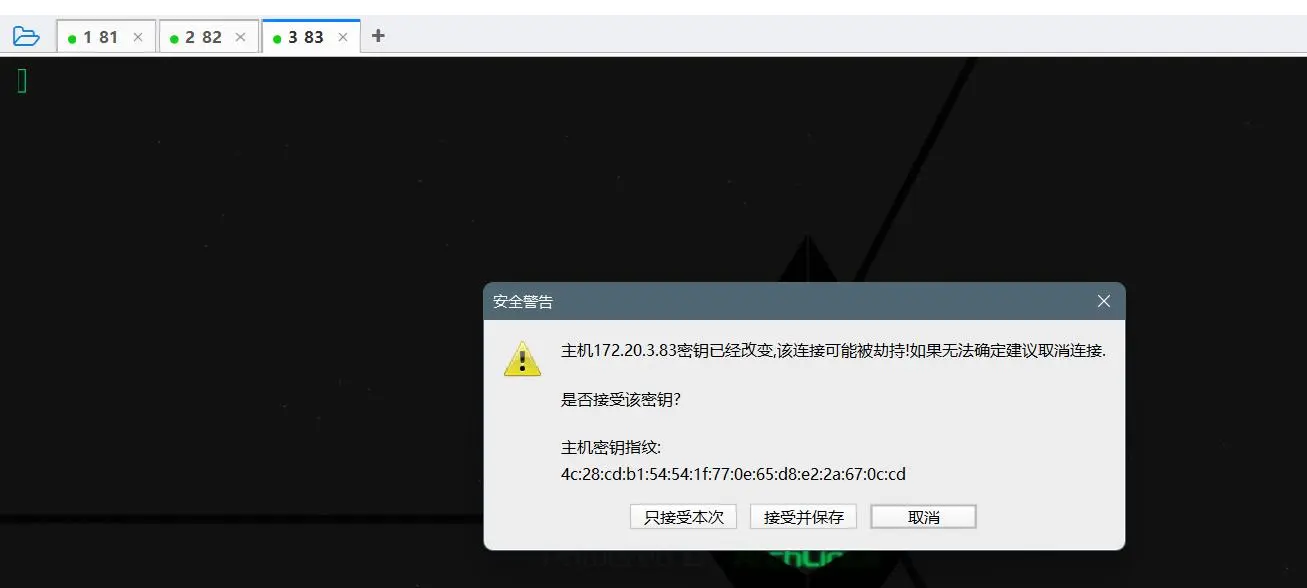 1 81
2 82
3 83
安全警告
主机172.20.3.83密钥已经改变,该连接可能被劫持!如果无法确定建议取消连接.
是否接受该密钥?
主机密钥指纹:
4c:28:cd:b1:54:54:1f:77:0e:65:d8:e2:2a:67:0c:cd
只接受本次 接受并保存 取消